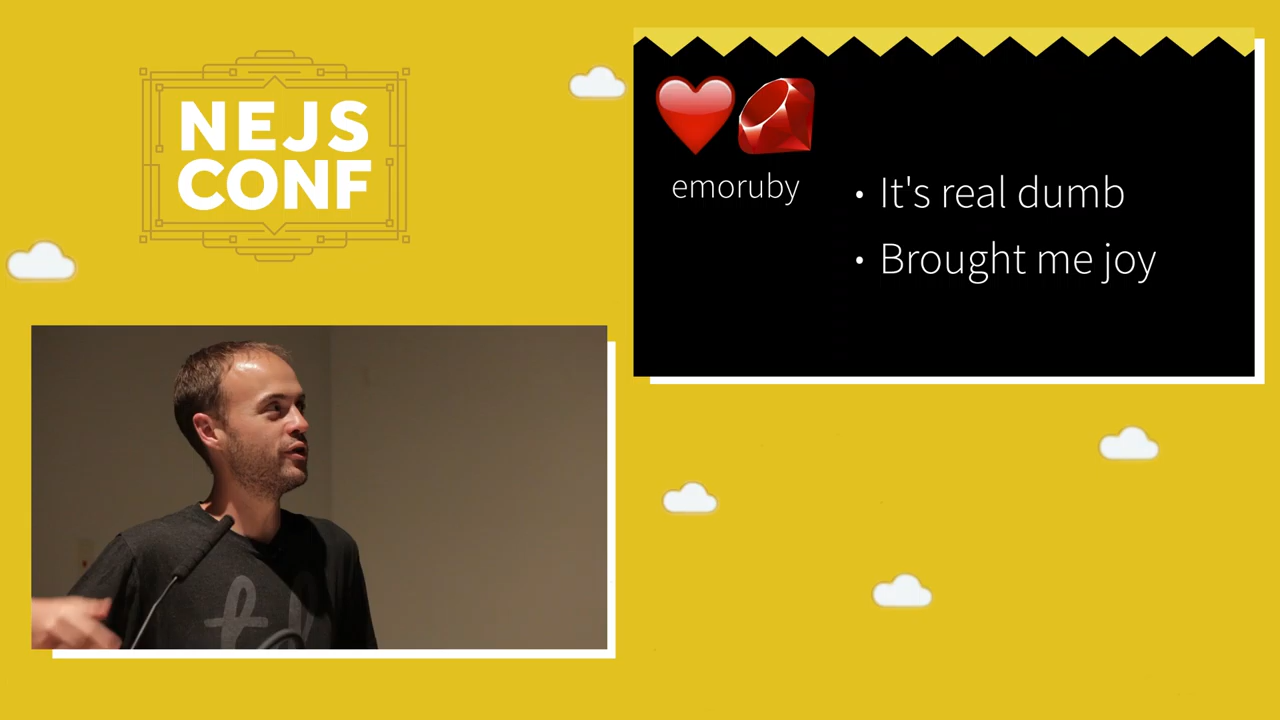 NEJS
CONF
emoruby
• It's real dumb
• Brought me joy